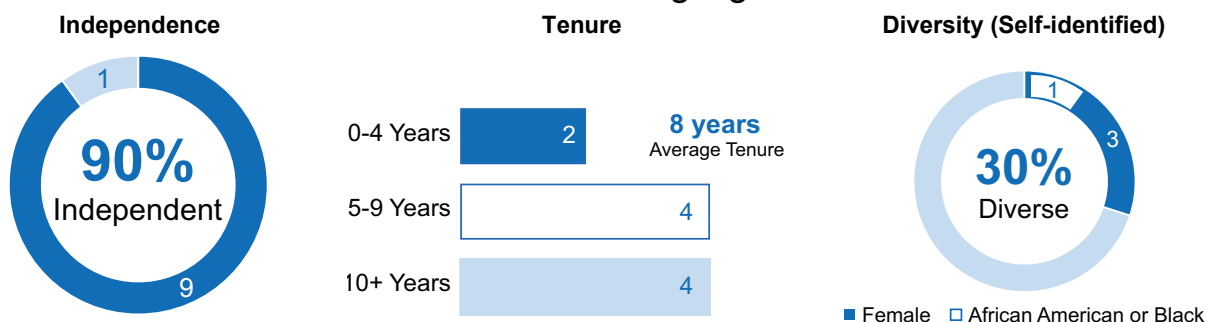 Independence
1
90%
Independent
9
Tenure
0-4 Years
2
8 years
Average Tenure
5-9 Years
4
10+ Years
4
Diversity (Self-identified)
1
3
30%
Diverse
Female
African American or Black